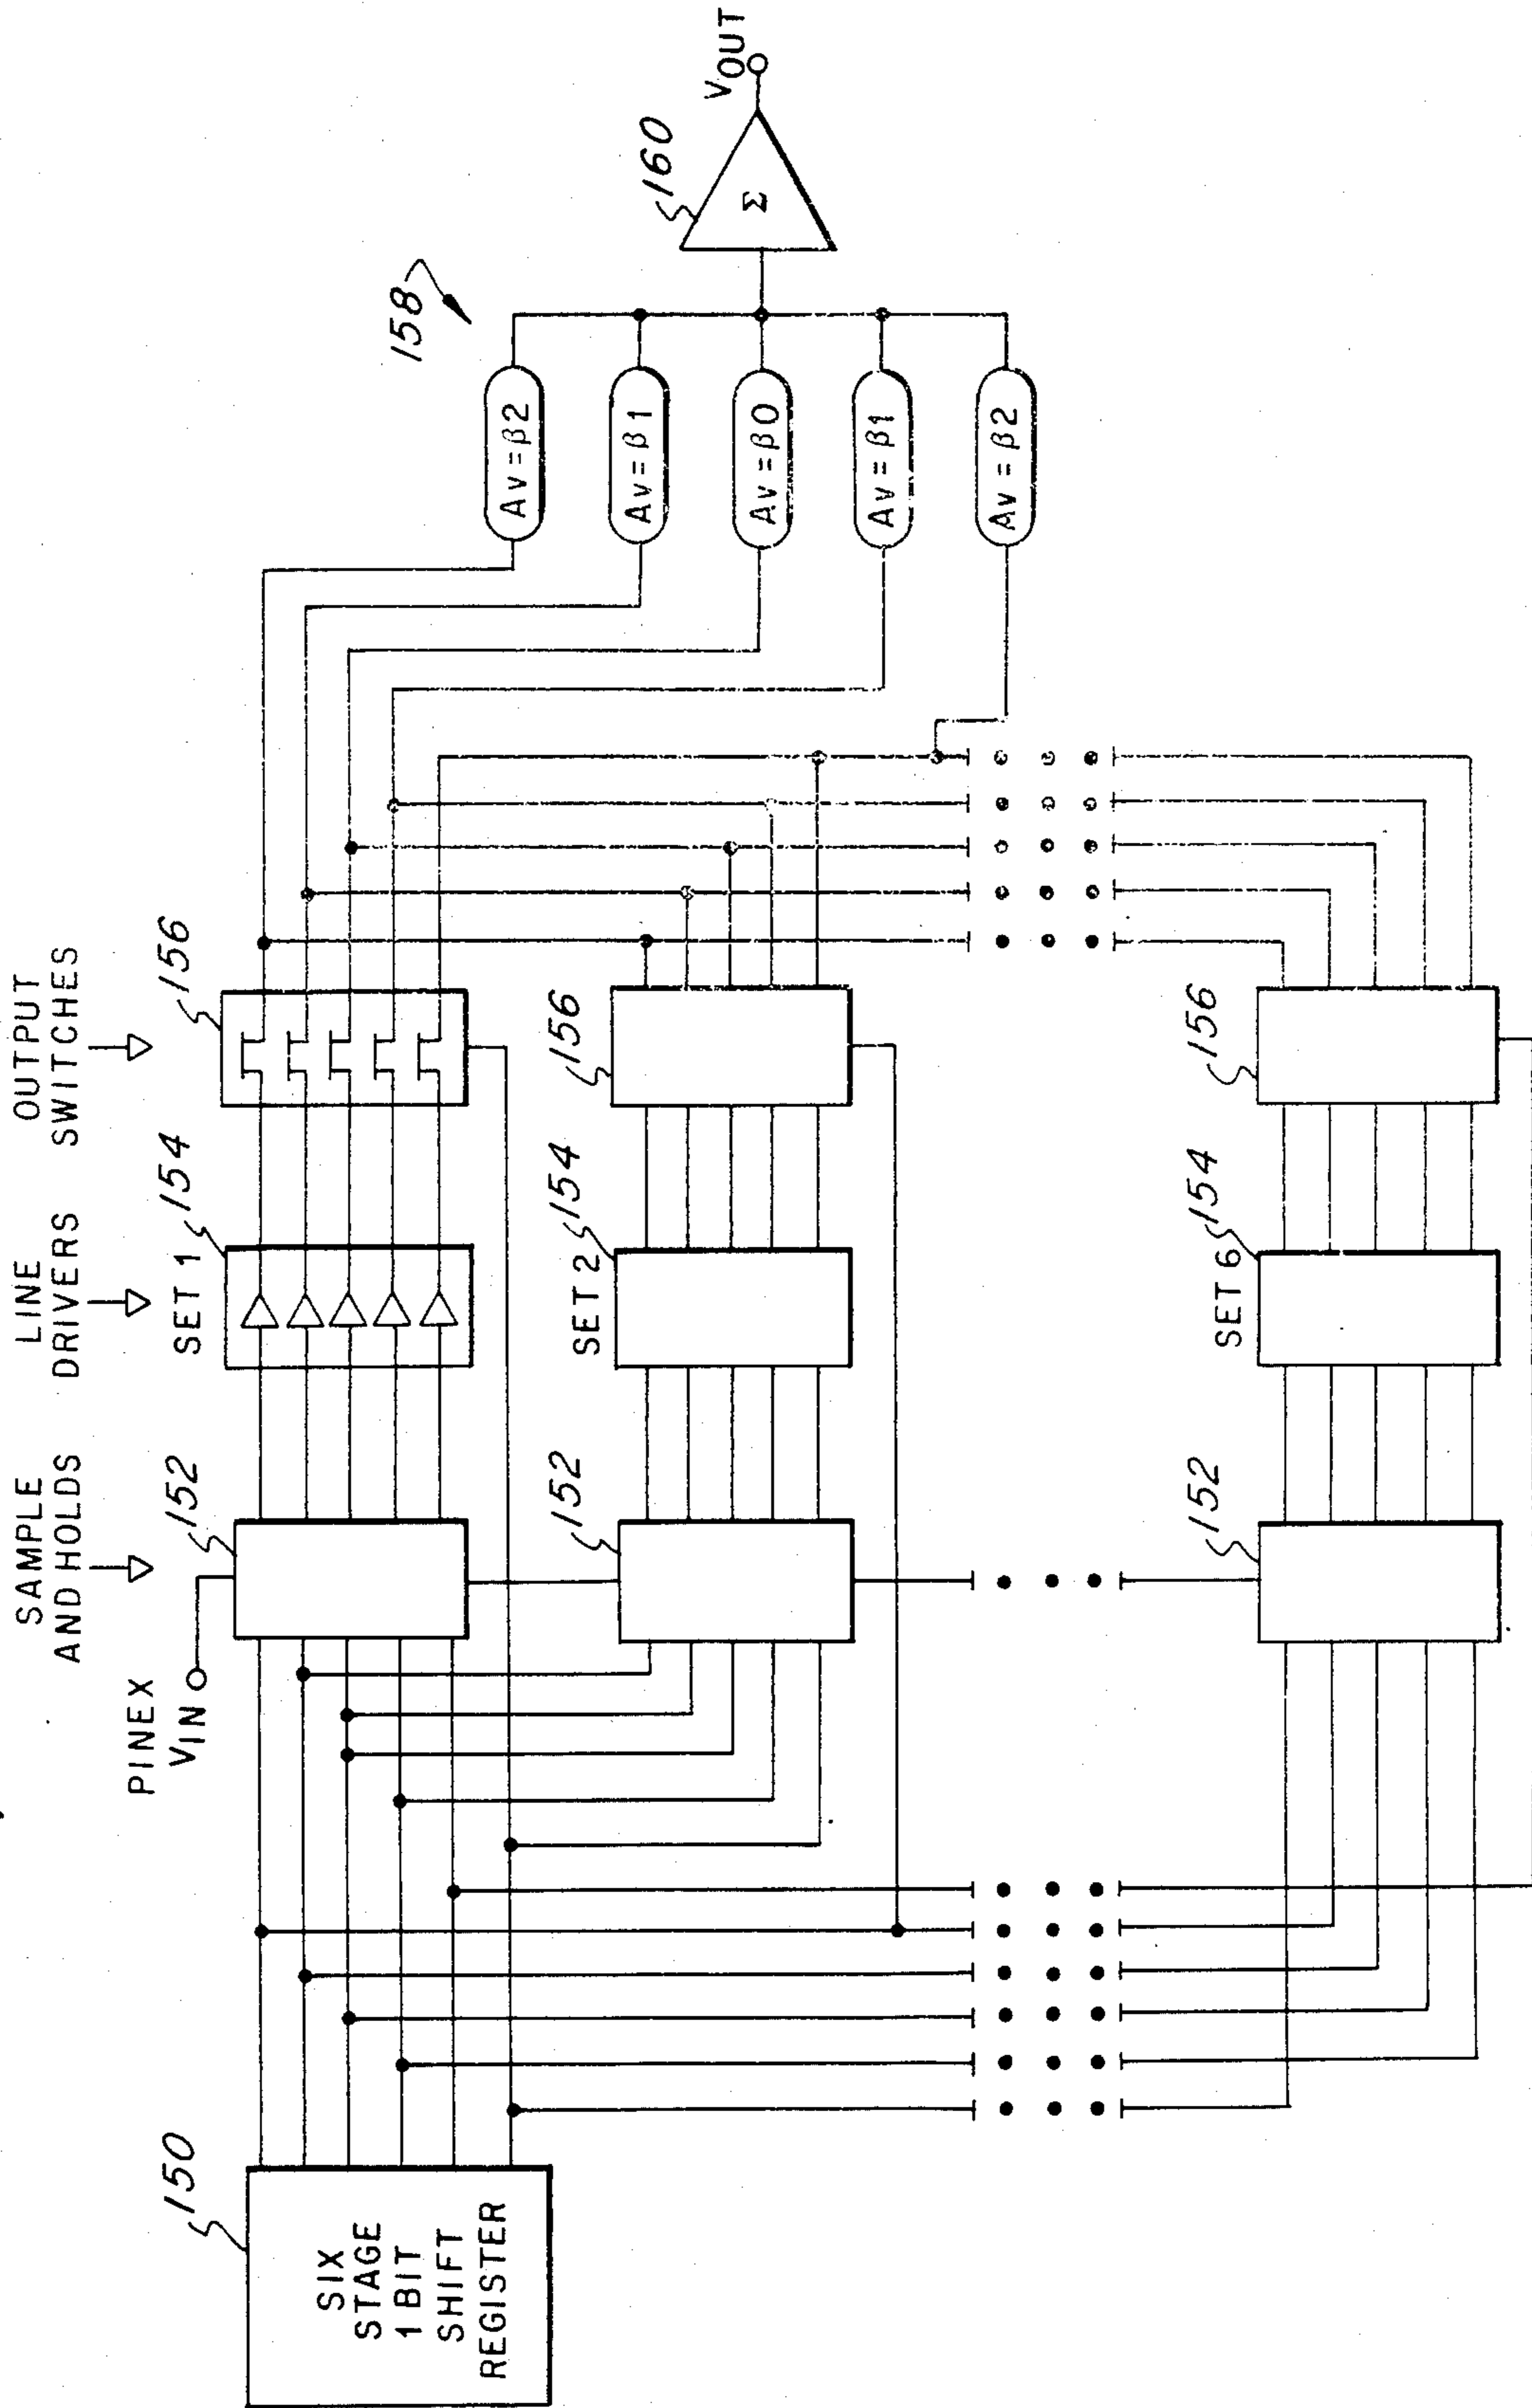 SAMPLE
AND HOLDS
LINE
DRIVERS
OUTPUT
SWITCHES
PINEX
VIN
150
SIX
STAGE
1 BIT
SHIFT
REGISTER
152
SET 1
154
156
158
Av = β2
Av = β1
Av = β0
Av = β1
Av = β2
160
Σ
VOUT
152
SET 2
154
156
152
SET 6
154
156